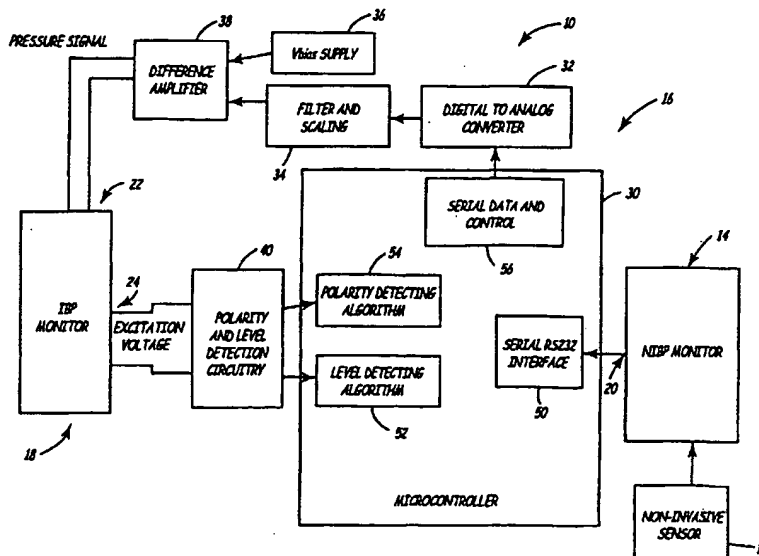 38
36
10
PRESSURE SIGNAL
DIFFERENCE
AMPLIFIER
Vbias SUPPLY
32
16
FILTER AND
SCALING
DIGITAL TO ANALOG
CONVERTER
34
22
30
SERIAL DATA AND
CONTROL
56
14
40
54
24
IBP
MONITOR
EXCITATION
VOLTAGE
POLARITY
AND LEVEL
DETECTION
CIRCUITRY
POLARITY DETECTING
ALGORITHM
SERIAL RS232
INTERFACE
NIBP MONITOR
20
50
LEVEL DETECTING
ALGORITHM
52
18
MICROCONTROLLER
NON-INVASIVE
SENSOR